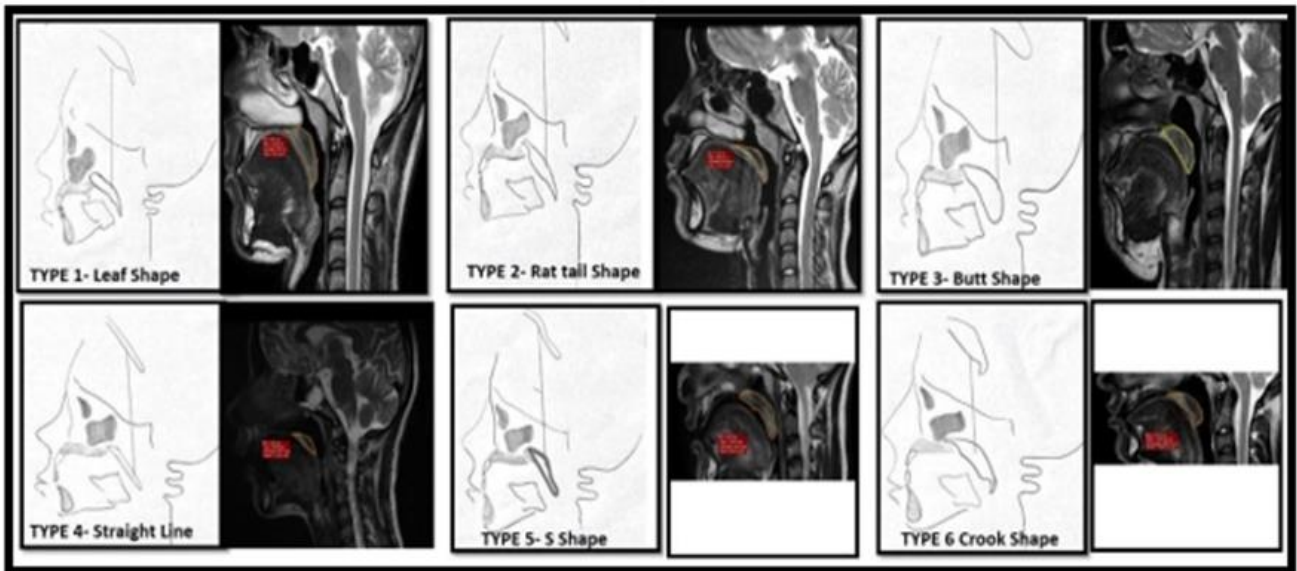 TYPE 1- Leaf Shape
TYPE 2- Rat tail Shape
TYPE 3- Butt Shape
TYPE 4- Straight Line
TYPE 5- S Shape
TYPE 6 Crook Shape